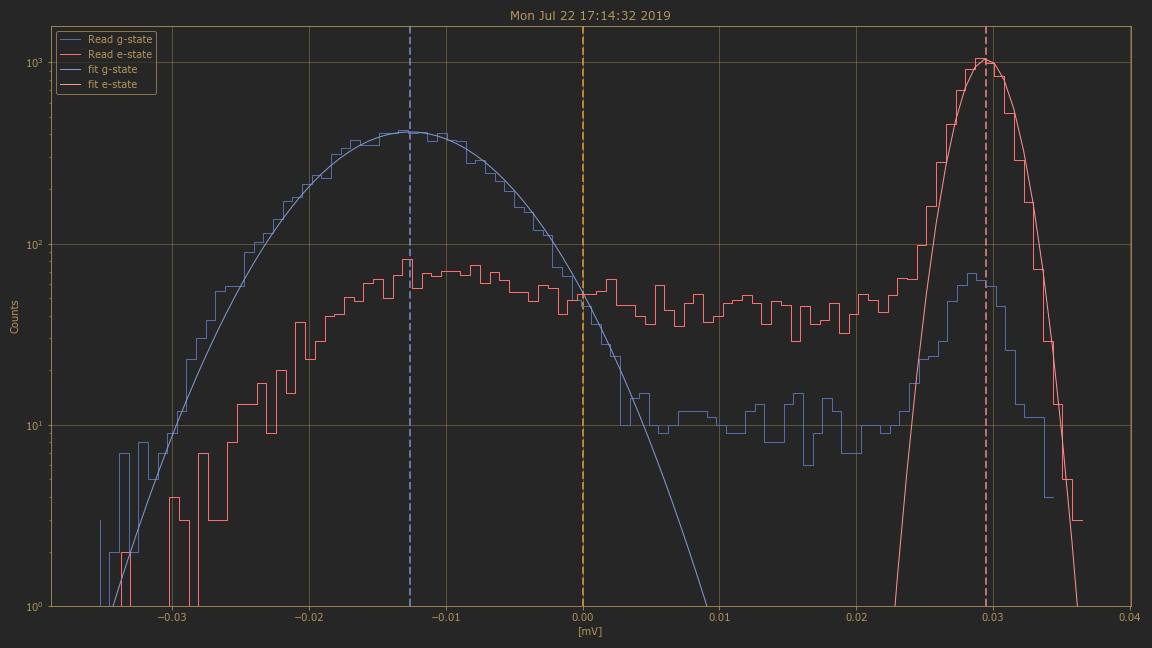 Mon Jul 22 17:14:32 2019
Read g-state
Read e-state
fit g-state
fit e-state
Counts
10³
10²
10¹
10⁰
−0.03 −0.02 −0.01 0.00 0.01 0.02 0.03 0.04
[mV]